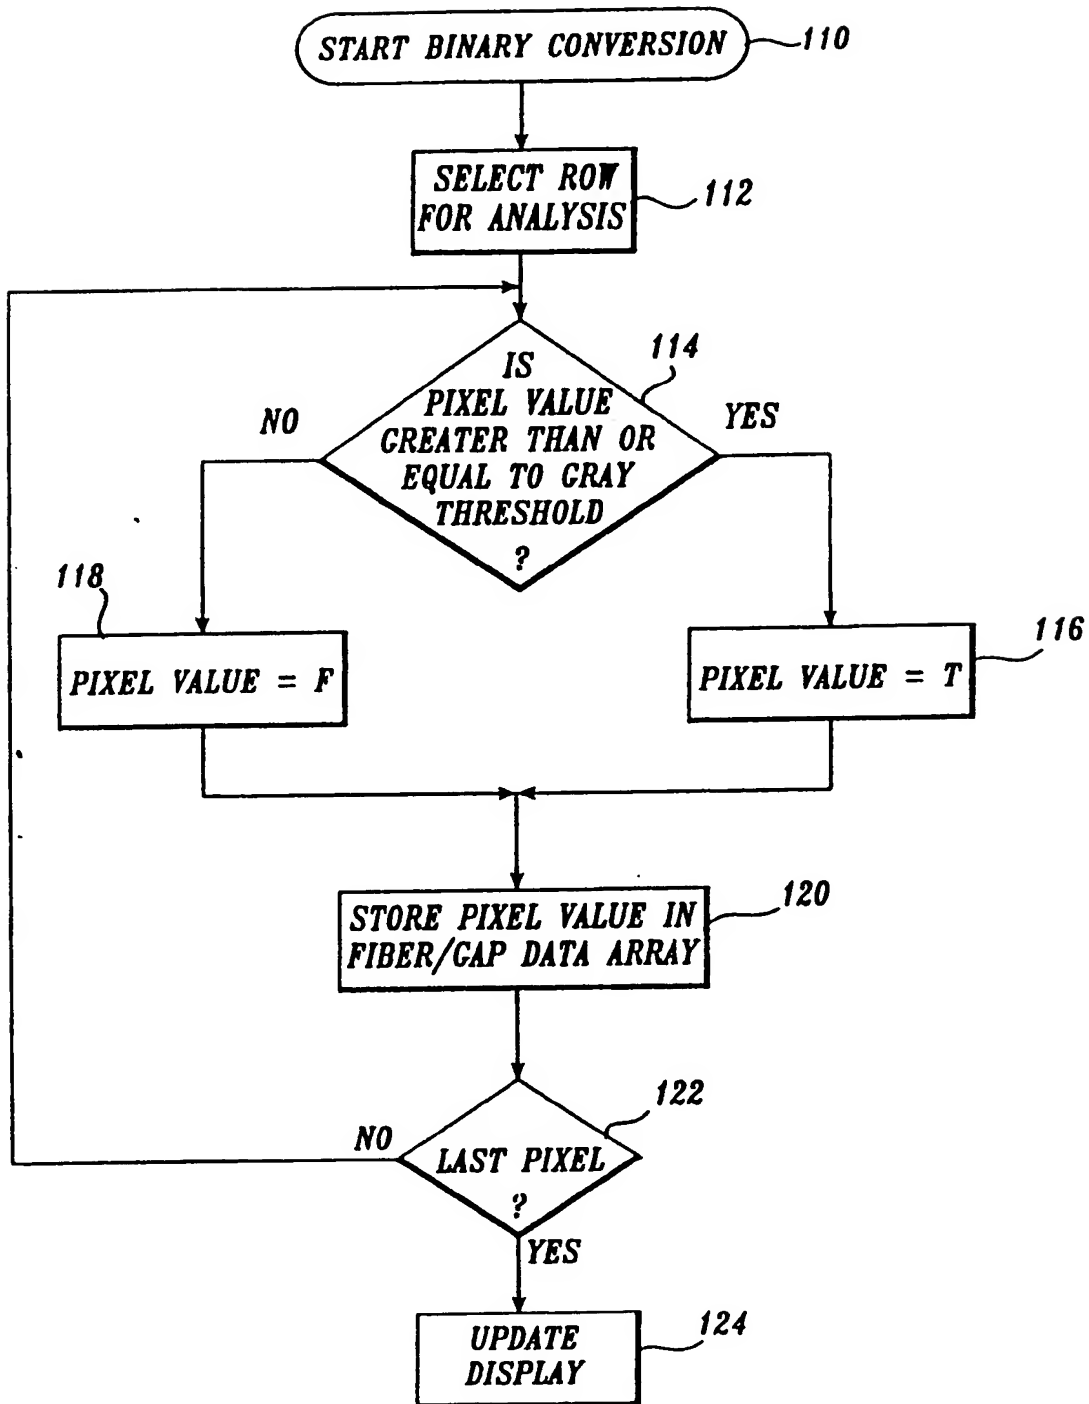 START BINARY CONVERSION
110
SELECT ROW
FOR ANALYSIS
112
114
IS
PIXEL VALUE
GREATER THAN OR
EQUAL TO GRAY
THRESHOLD
?
NO
YES
118
PIXEL VALUE = F
116
PIXEL VALUE = T
STORE PIXEL VALUE IN
FIBER/GAP DATA ARRAY
120
122
NO
LAST PIXEL
?
YES
UPDATE
DISPLAY
124